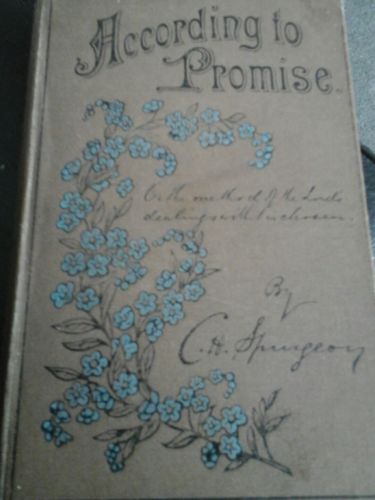 According to
Promise.
Or the method of the Lord's
dealings with his chosen.
By
C. H. Spurgeon